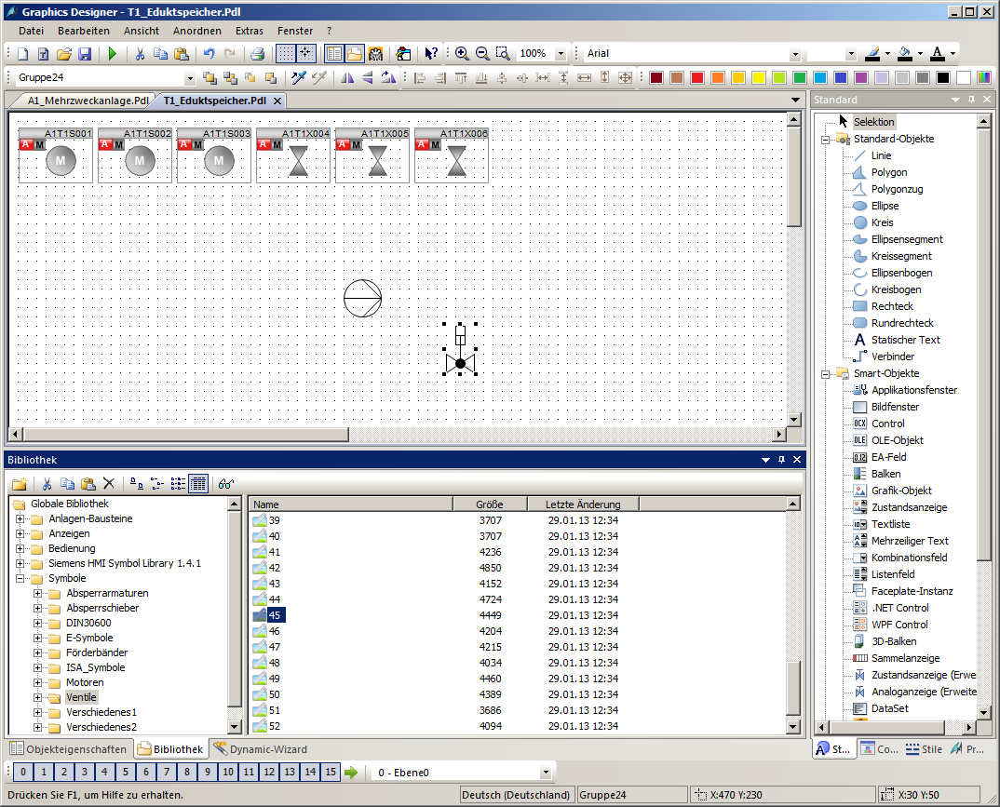 Graphics Designer - T1_Eduktspeicher.Pdl
Datei Bearbeiten Ansicht Anordnen Extras Fenster ?
100% Arial
Gruppe24
A1_Mehrzweckanlage.Pdl T1_Eduktspeicher.Pdl
A1T1S001 A1T1S002 A1T1S003 A1T1X004 A1T1X005 A1T1X006
A M A M A M A M A M A M
M M M
Bibliothek
Globale Bibliothek
Anlagen-Bausteine
Anzeigen
Bedienung
Siemens HMI Symbol Library 1.4.1
Symbole
Absperrarmaturen
Absperrschieber
DIN30600
E-Symbole
Förderbänder
ISA_Symbole
Motoren
Ventile
Verschiedenes1
Verschiedenes2
Name Größe Letzte Änderung
39 3707 29.01.13 12:34
40 3707 29.01.13 12:34
41 4236 29.01.13 12:34
42 4850 29.01.13 12:34
43 4152 29.01.13 12:34
44 4724 29.01.13 12:34
45 4449 29.01.13 12:34
46 4204 29.01.13 12:34
47 4215 29.01.13 12:34
48 4034 29.01.13 12:34
49 4460 29.01.13 12:34
50 4389 29.01.13 12:34
51 3686 29.01.13 12:34
52 4094 29.01.13 12:34
Standard
Selektion
Standard-Objekte
Linie
Polygon
Polygonzug
Ellipse
Kreis
Ellipsensegment
Kreissegment
Ellipsenbogen
Kreisbogen
Rechteck
Rundrechteck
A Statischer Text
Verbinder
Smart-Objekte
Applikationsfenster
Bildfenster
OCX Control
OLE OLE-Objekt
0.12 EA-Feld
Balken
Grafik-Objekt
Zustandsanzeige
Textliste
Mehrzeiliger Text
Kombinationsfeld
Listenfeld
Faceplate-Instanz
.NET Control
WPF Control
3D-Balken
Sammelanzeige
Zustandsanzeige (Erwe
Analoganzeige (Erweite
DataSet
Objekteigenschaften Bibliothek Dynamic-Wizard
St... Co... Stile Pr...
0 1 2 3 4 5 6 7 8 9 10 11 12 13 14 15 0 - Ebene0
Drücken Sie F1, um Hilfe zu erhalten. Deutsch (Deutschland) Gruppe24 X:470 Y:230 X:30 Y:50